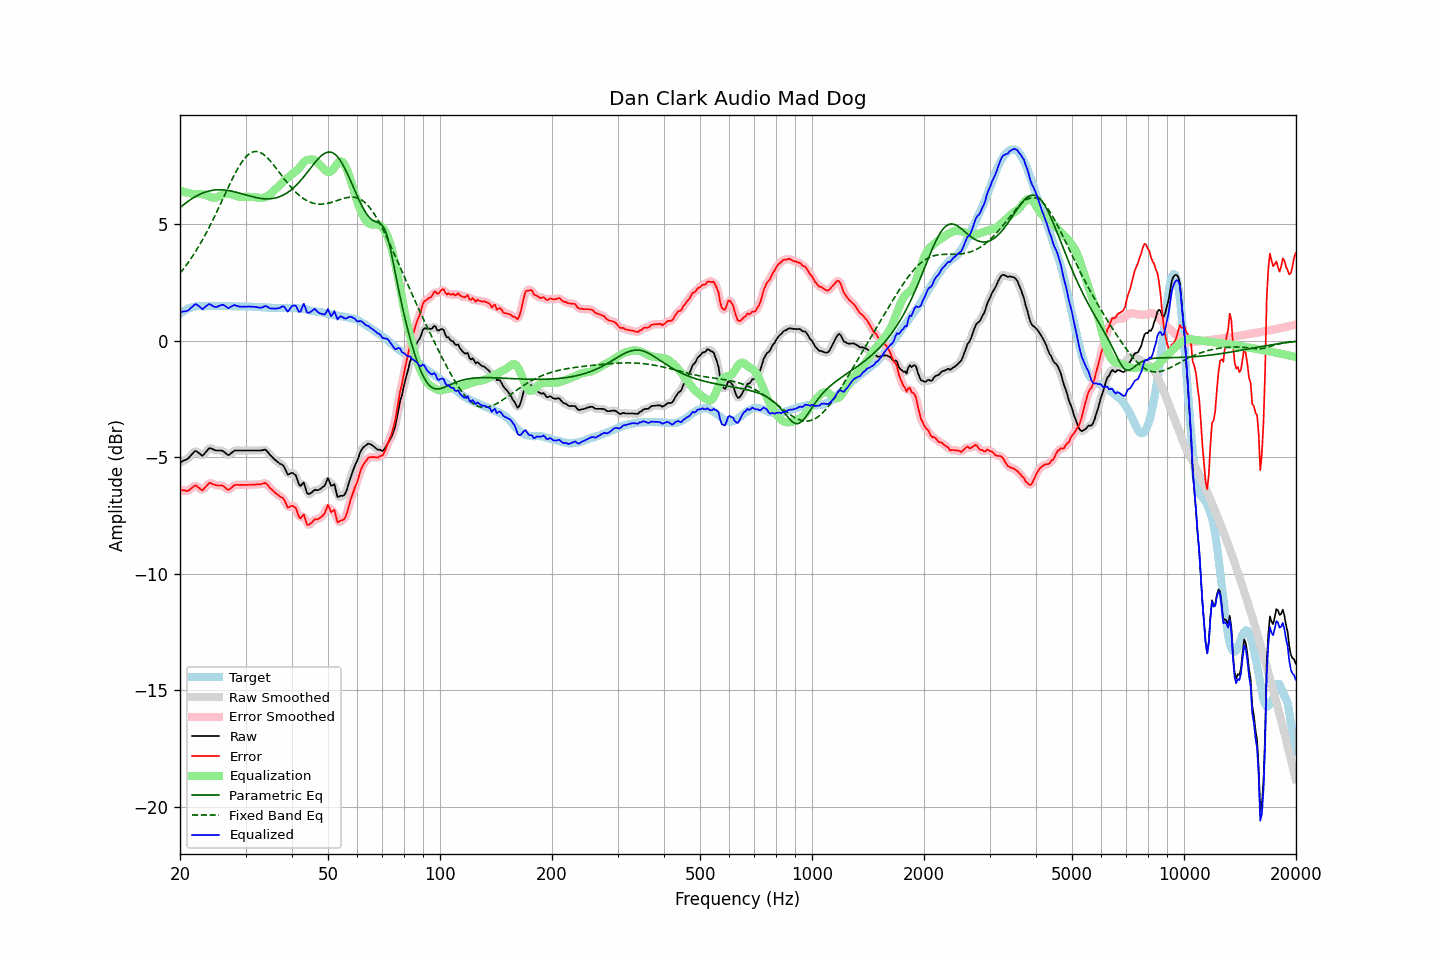 Dan Clark Audio Mad Dog
Amplitude (dBr)
5
0
−5
−10
−15
−20
Target
Raw Smoothed
Error Smoothed
Raw
Error
Equalization
Parametric Eq
Fixed Band Eq
Equalized
20 50 100 200 500 1000 2000 5000 10000 20000
Frequency (Hz)